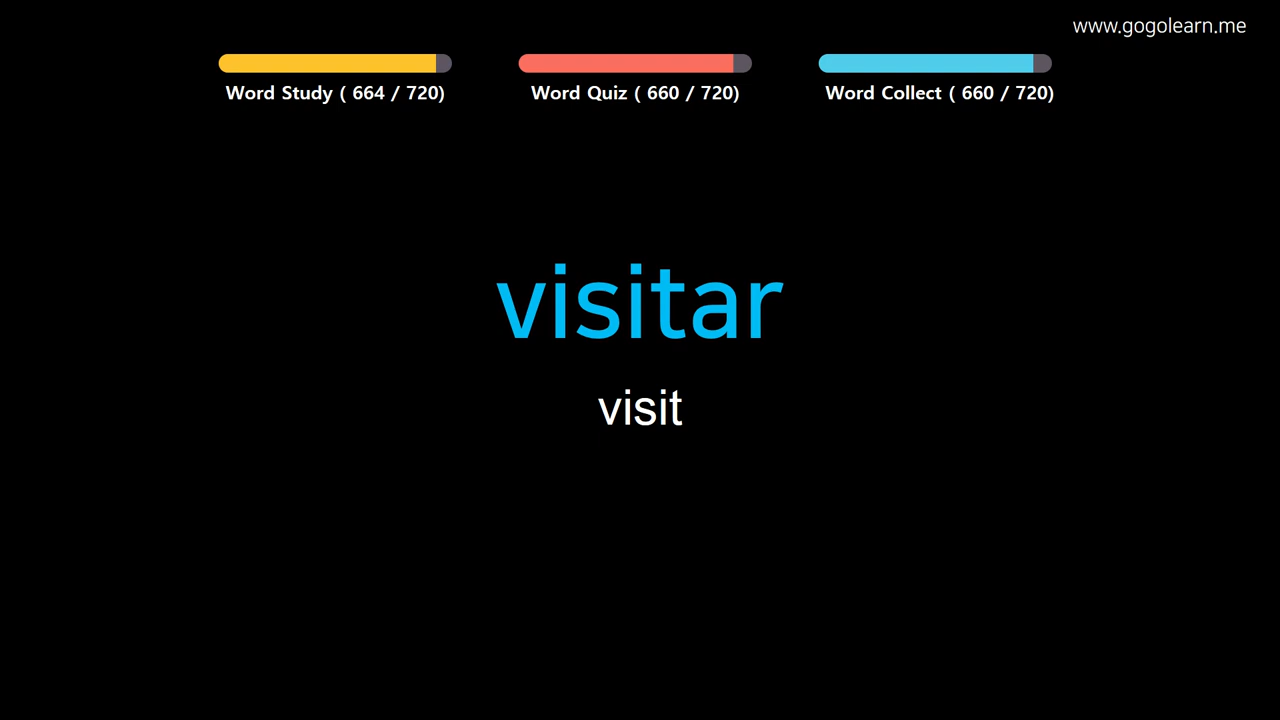 www.gogolearn.me
Word Study ( 664 / 720)
Word Quiz ( 660 / 720)
Word Collect ( 660 / 720)
visitar
visit